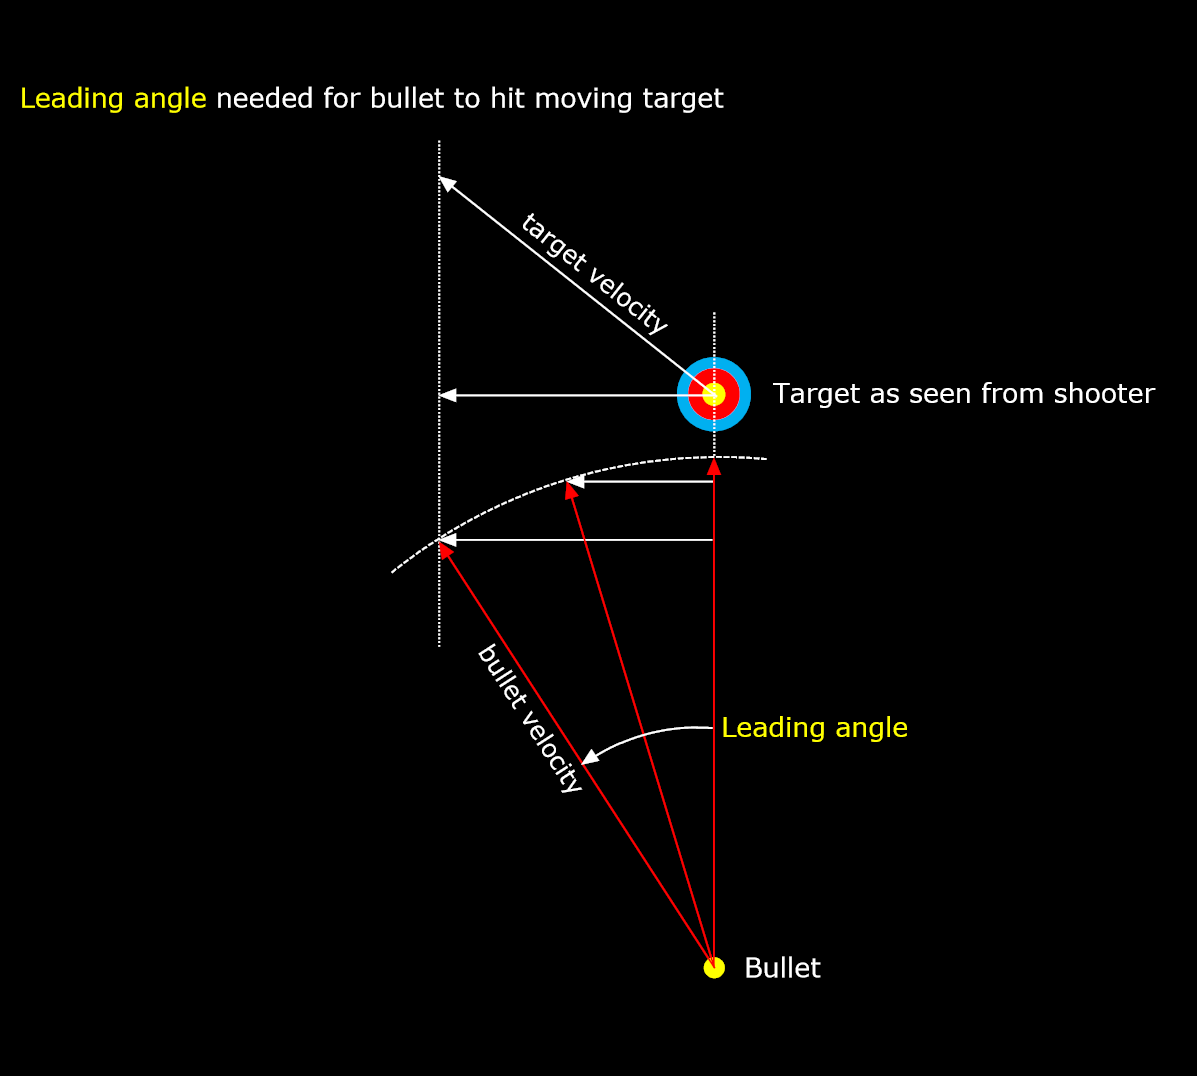 Leading angle needed for bullet to hit moving target
target velocity
Target as seen from shooter
bullet velocity
Leading angle
Bullet